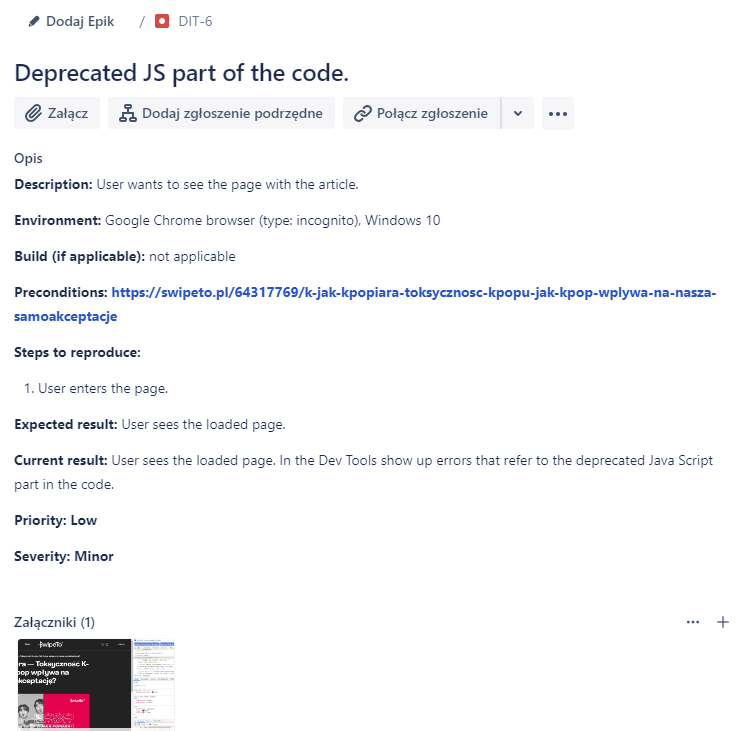 Dodaj Epik / DIT-6
Deprecated JS part of the code.
Załącz Dodaj zgłoszenie podrzędne Połącz zgłoszenie
Opis
Description: User wants to see the page with the article.
Environment: Google Chrome browser (type: incognito), Windows 10
Build (if applicable): not applicable
Preconditions: https://swipeto.pl/64317769/k-jak-kpopiara-toksycznosc-kpopu-jak-kpop-wplywa-na-nasza-
samoakceptacje
Steps to reproduce:
1. User enters the page.
Expected result: User sees the loaded page.
Current result: User sees the loaded page. In the Dev Tools show up errors that refer to the deprecated Java Script
part in the code.
Priority: Low
Severity: Minor
Załączniki (1)
swipeTo
ra — Toksyczność K-
pop wpływa na
kceptację?